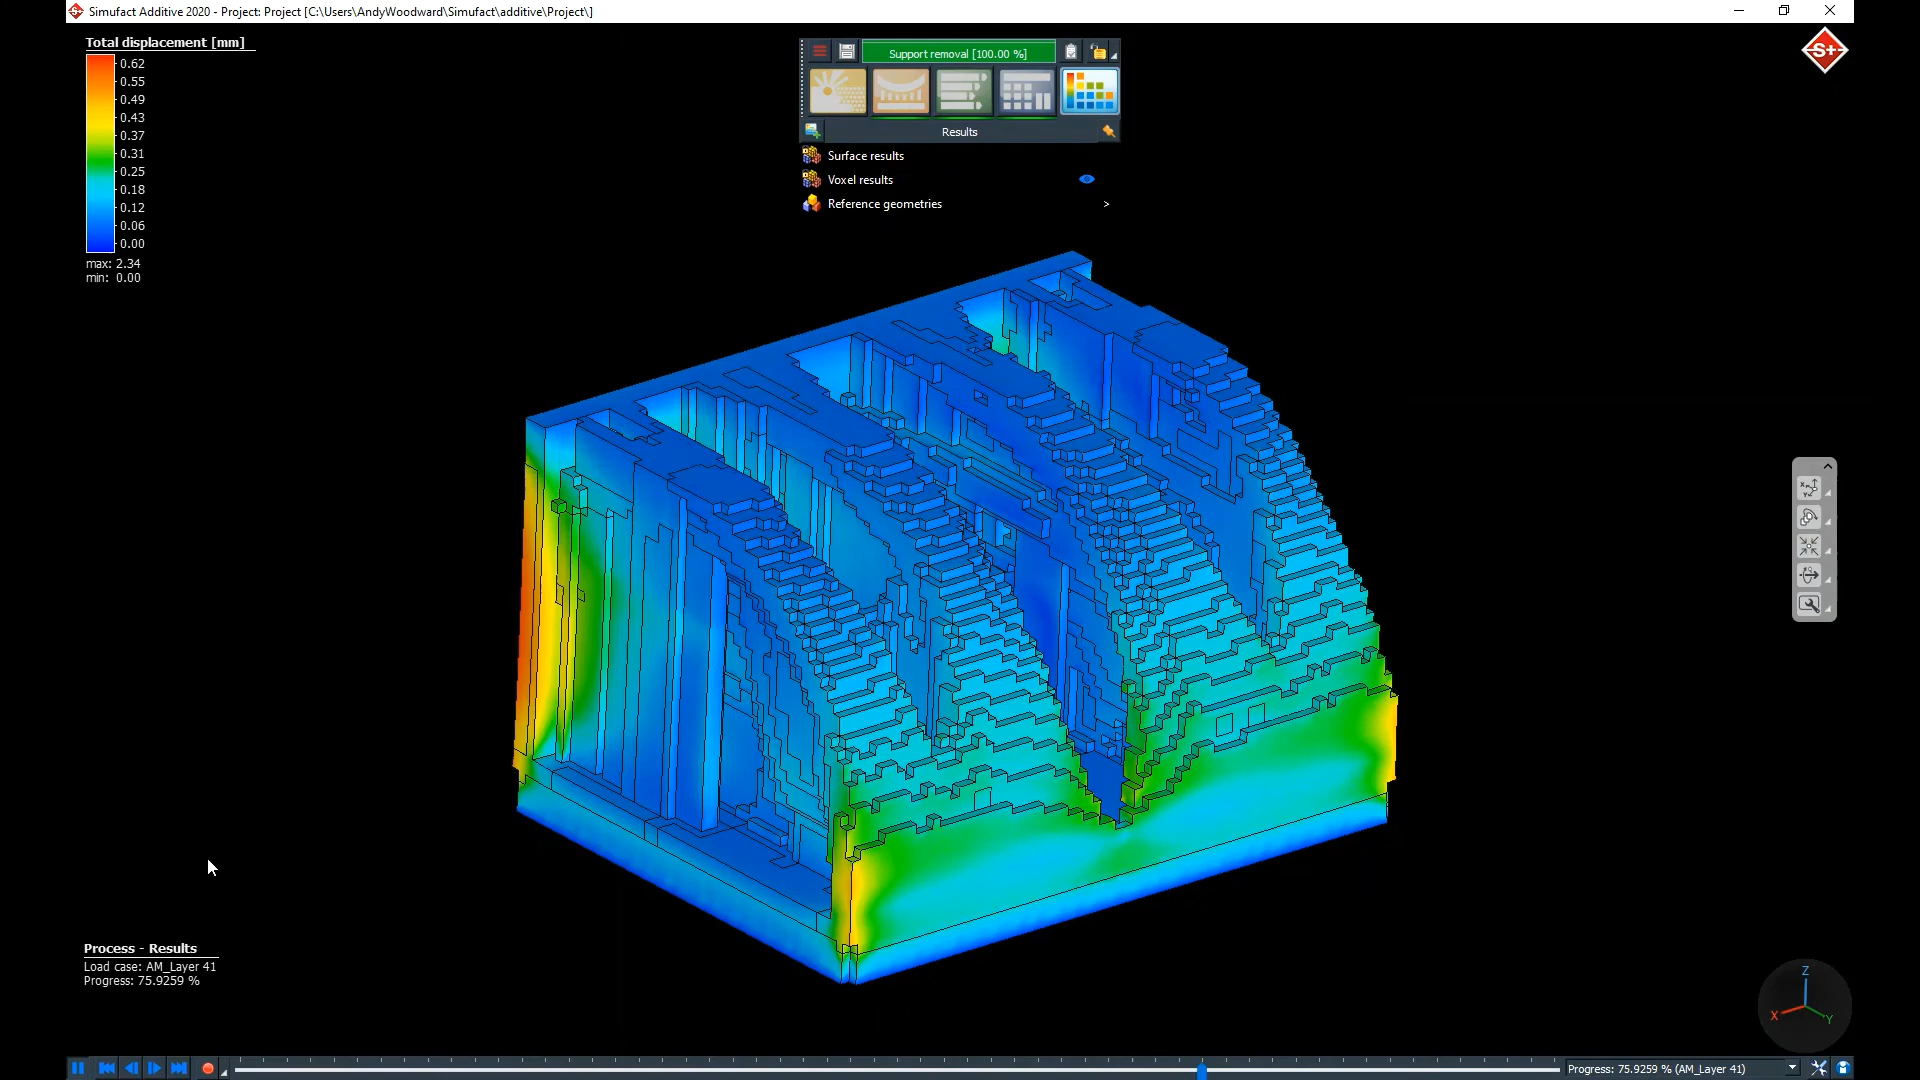 Simufact Additive 2020 - Project: Project [C:\Users\AndyWoodward\Simufact\additive\Project\]
Total displacement [mm]
0.62
0.55
0.49
0.43
0.37
0.31
0.25
0.18
0.12
0.06
0.00
max: 2.34
min: 0.00
Support removal [100.00 %]
Results
Surface results
Voxel results
Reference geometries >
S+
Process - Results
Load case: AM_Layer 41
Progress: 75.9259 %
Z
X
Y
Progress: 75.9259 % (AM_Layer 41)